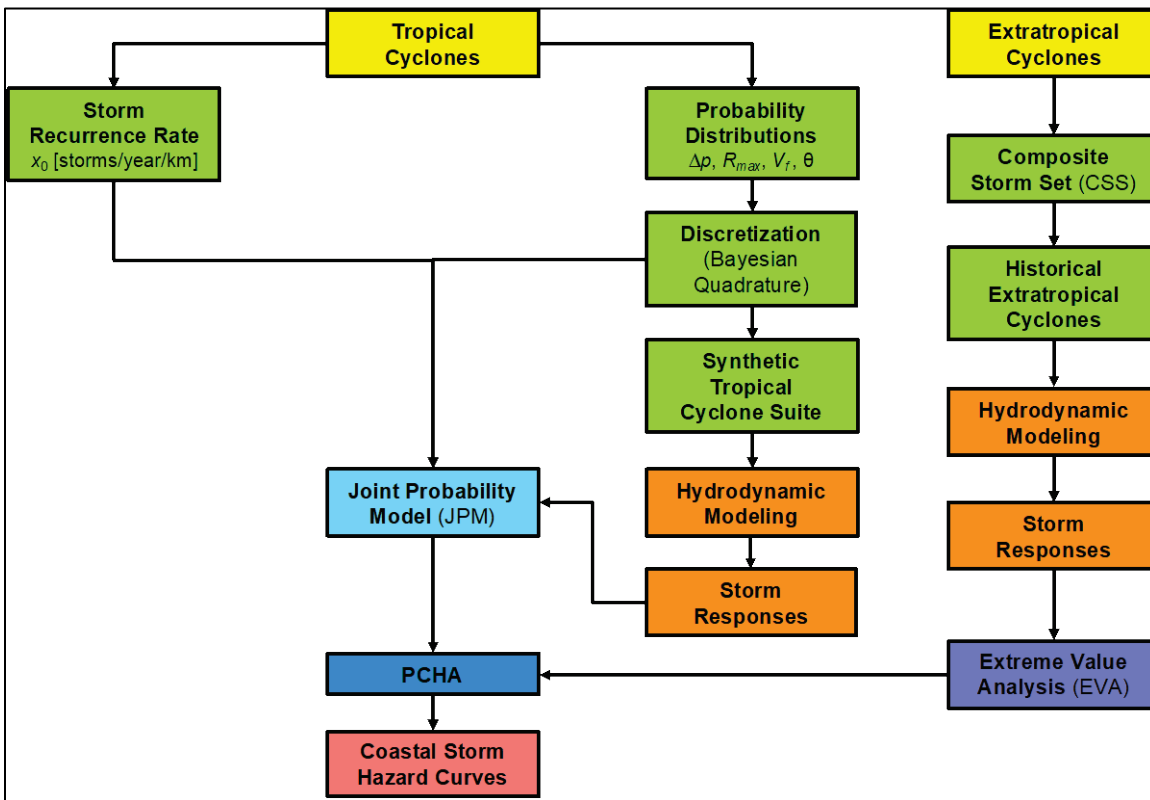 Tropical
Cyclones
Extratropical
Cyclones
Storm
Recurrence Rate
x₀ [storms/year/km]
Probability
Distributions
Δp, Rmax, Vf, θ
Composite
Storm Set (CSS)
Discretization
(Bayesian
Quadrature)
Historical
Extratropical
Cyclones
Synthetic
Tropical
Cyclone Suite
Hydrodynamic
Modeling
Joint Probability
Model (JPM)
Hydrodynamic
Modeling
Storm
Responses
Storm
Responses
PCHA
Extreme Value
Analysis (EVA)
Coastal Storm
Hazard Curves